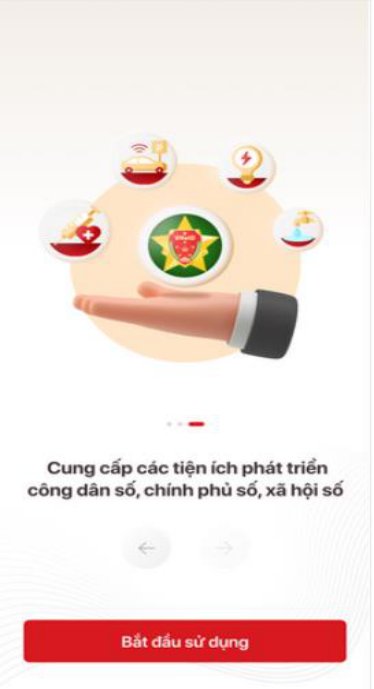 Cung cấp các tiện ích phát triển
công dân số, chính phủ số, xã hội số
Bắt đầu sử dụng